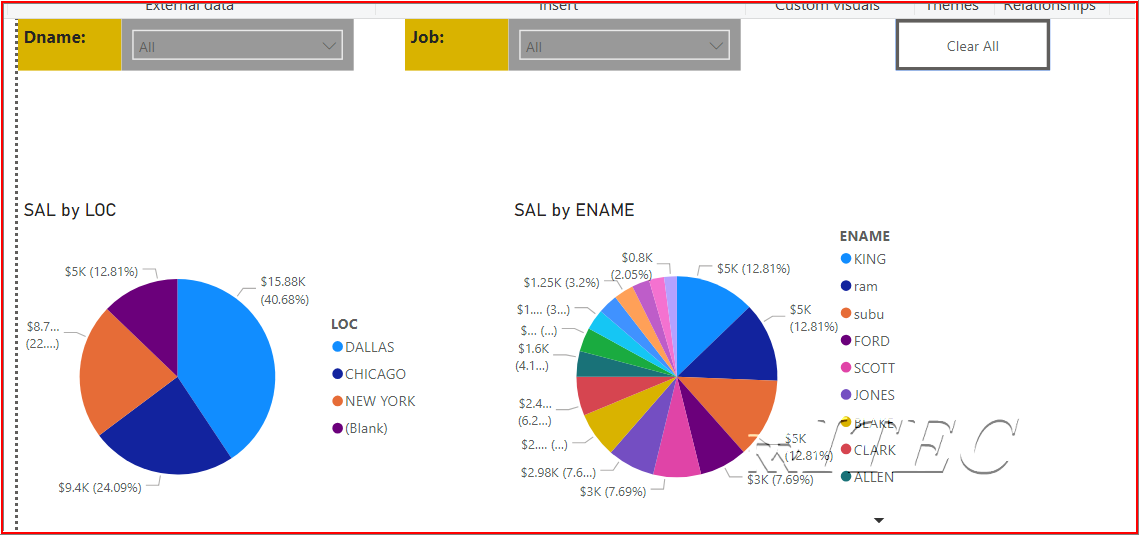 External data
Insert
Custom visuals
Themes
Relationships
Dname:
All
Job:
All
Clear All
SAL by LOC
$5K (12.81%)
$15.88K
(40.68%)
$8.7...
(22....)
$9.4K (24.09%)
LOC
DALLAS
CHICAGO
NEW YORK
(Blank)
SAL by ENAME
$0.8K
(2.05%)
$5K (12.81%)
$1.25K (3.2%)
$1.... (3...)
$... (...)
$1.6K
(4.1...)
$2.4...
(6.2...)
$2.... (...)
$2.98K (7.6...)
$3K (7.69%)
$3K (7.69%)
$5K
(12.81%)
$5K
(12.81%)
ENAME
KING
ram
subu
FORD
SCOTT
JONES
BLAKE
CLARK
ALLEN